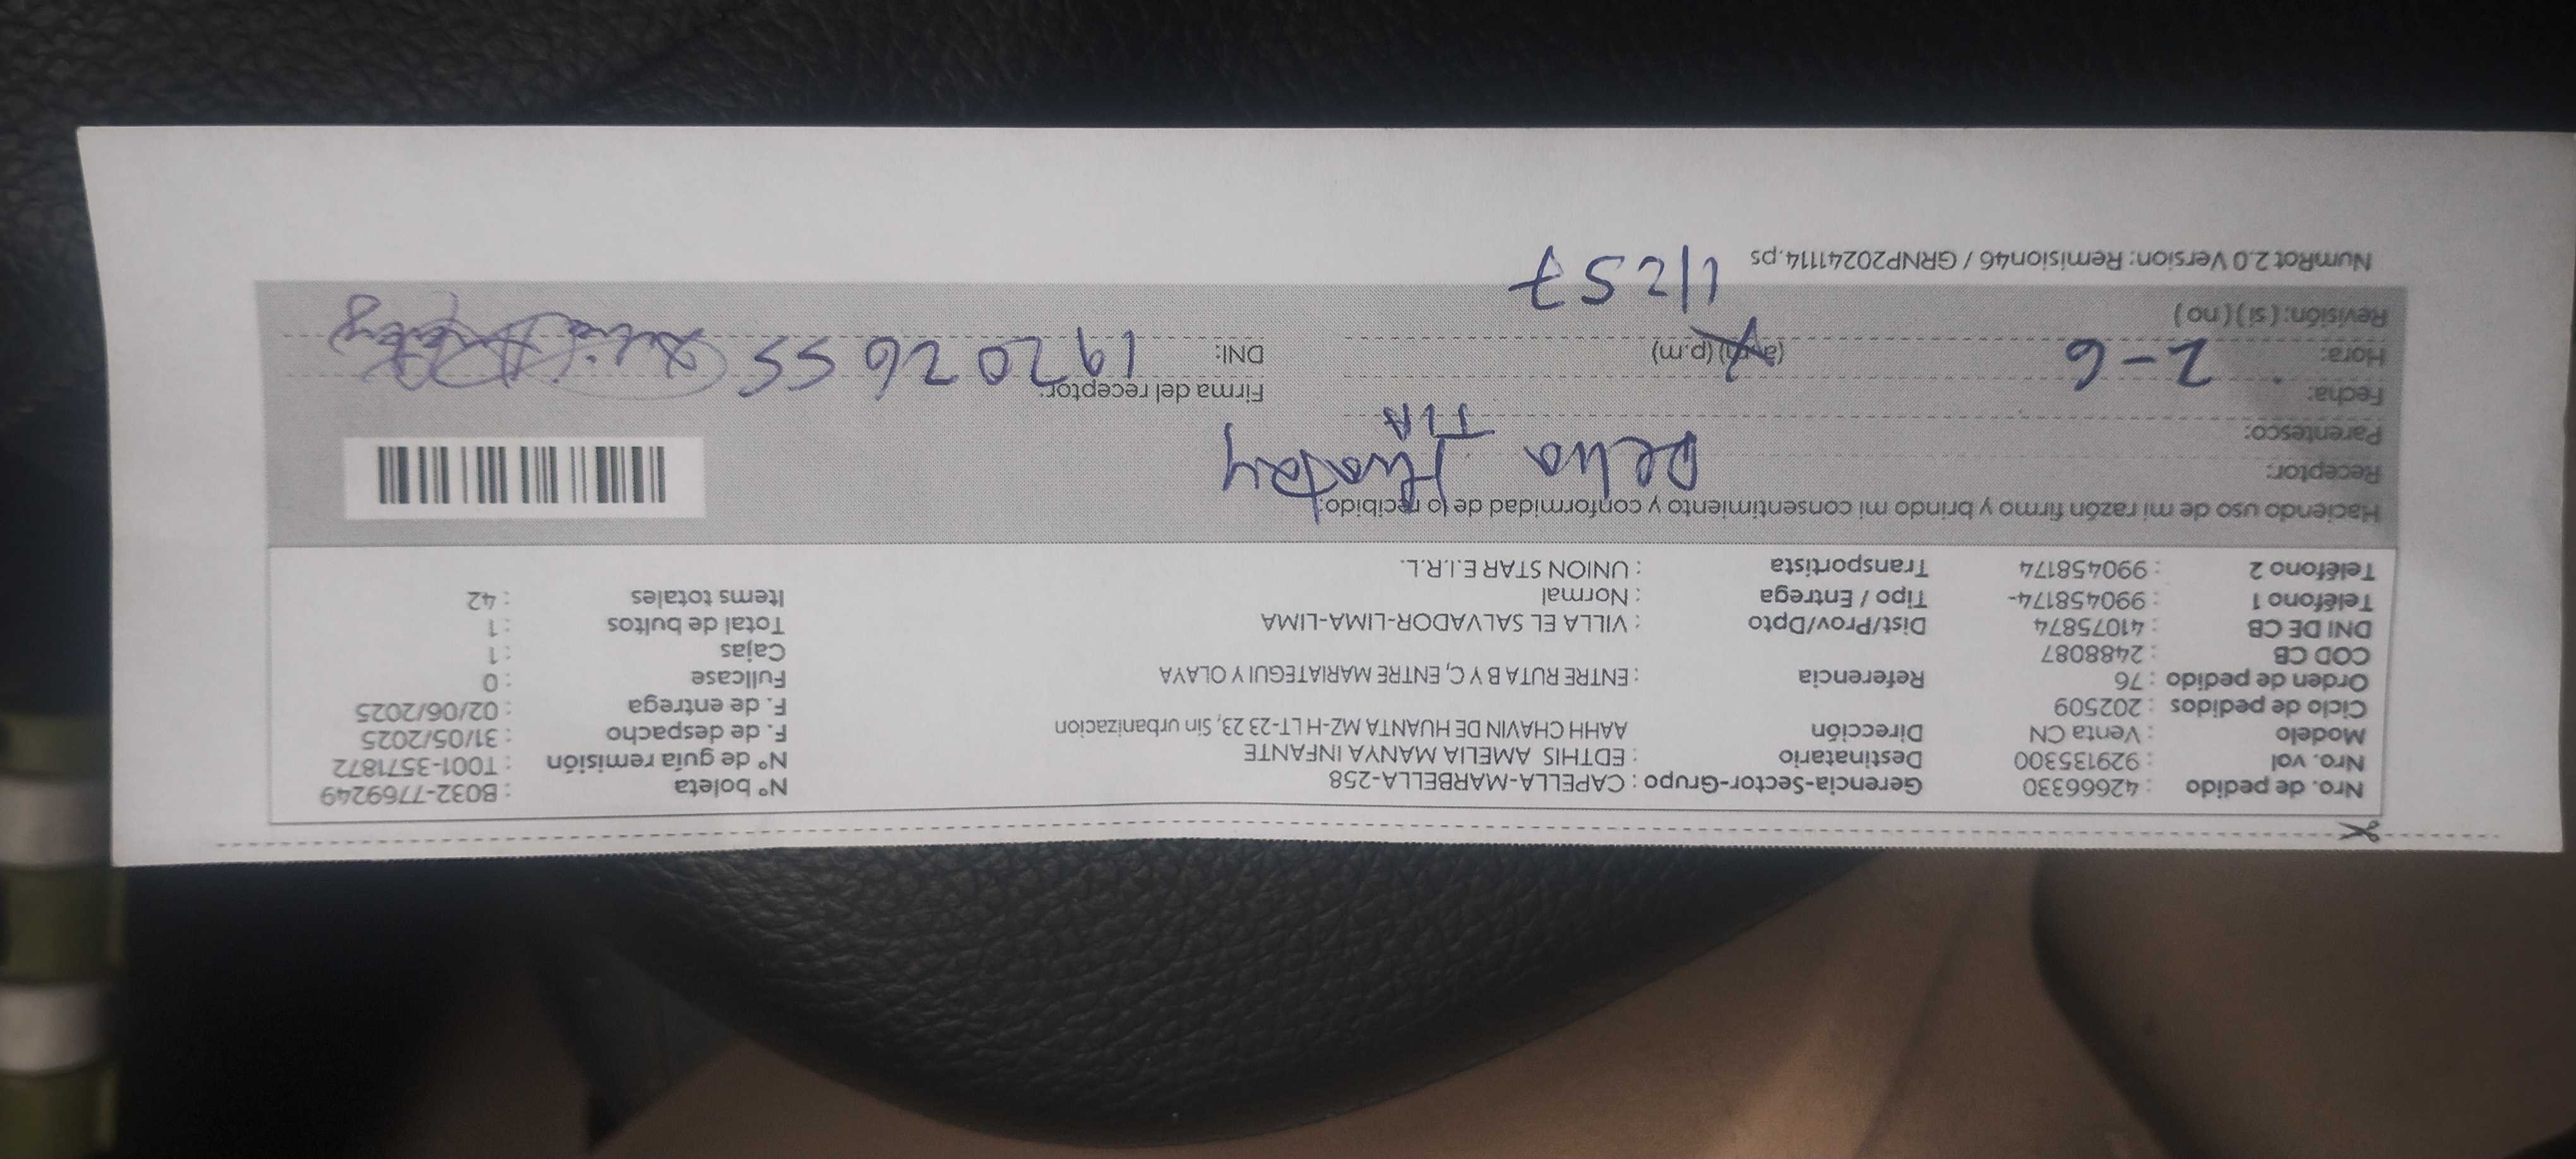 Nro. de pedido : 42666330 Gerencia-Sector-Grupo : CAPELLA-MARBELLA-258 N° boleta : B032-7769249
Nro. vol : 929135300 Destinatario : EDTHIS AMELIA MANYA INFANTE N° de guía remisión : T001-3571872
Modelo : Venta CN Dirección AAHH CHAVIN DE HUANTA MZ-H LT-23 23, Sin urbanizacion F. de despacho : 31/05/2025
Ciclo de pedidos : 202509 F. de entrega : 02/06/2025
Orden de pedido : 76 Referencia : ENTRE RUTA B Y C, ENTRE MARIATEGUI Y OLAYA Fullcase : 0
COD CB : 2488087 Cajas : 1
DNI DE CB : 41075874 Dist/Prov/Dpto : VILLA EL SALVADOR-LIMA-LIMA Total de bultos : 1
Teléfono 1 : 990458174- Tipo / Entrega : Normal Items totales : 42
Teléfono 2 : 990458174 Transportista : UNION STAR E.I.R.L.
Haciendo uso de mi razón firmo y brindo mi consentimiento y conformidad de lo recibido:
Receptor: Delia
Parentesco: TIA
Fecha: 2-6 Firma del receptor:
Hora: (a.m) (p.m) DNI: 19202655
Revisión: ( si ) ( no ) 1257
NumRot 2.0 Version: Remision46 / GRNP20241114.ps